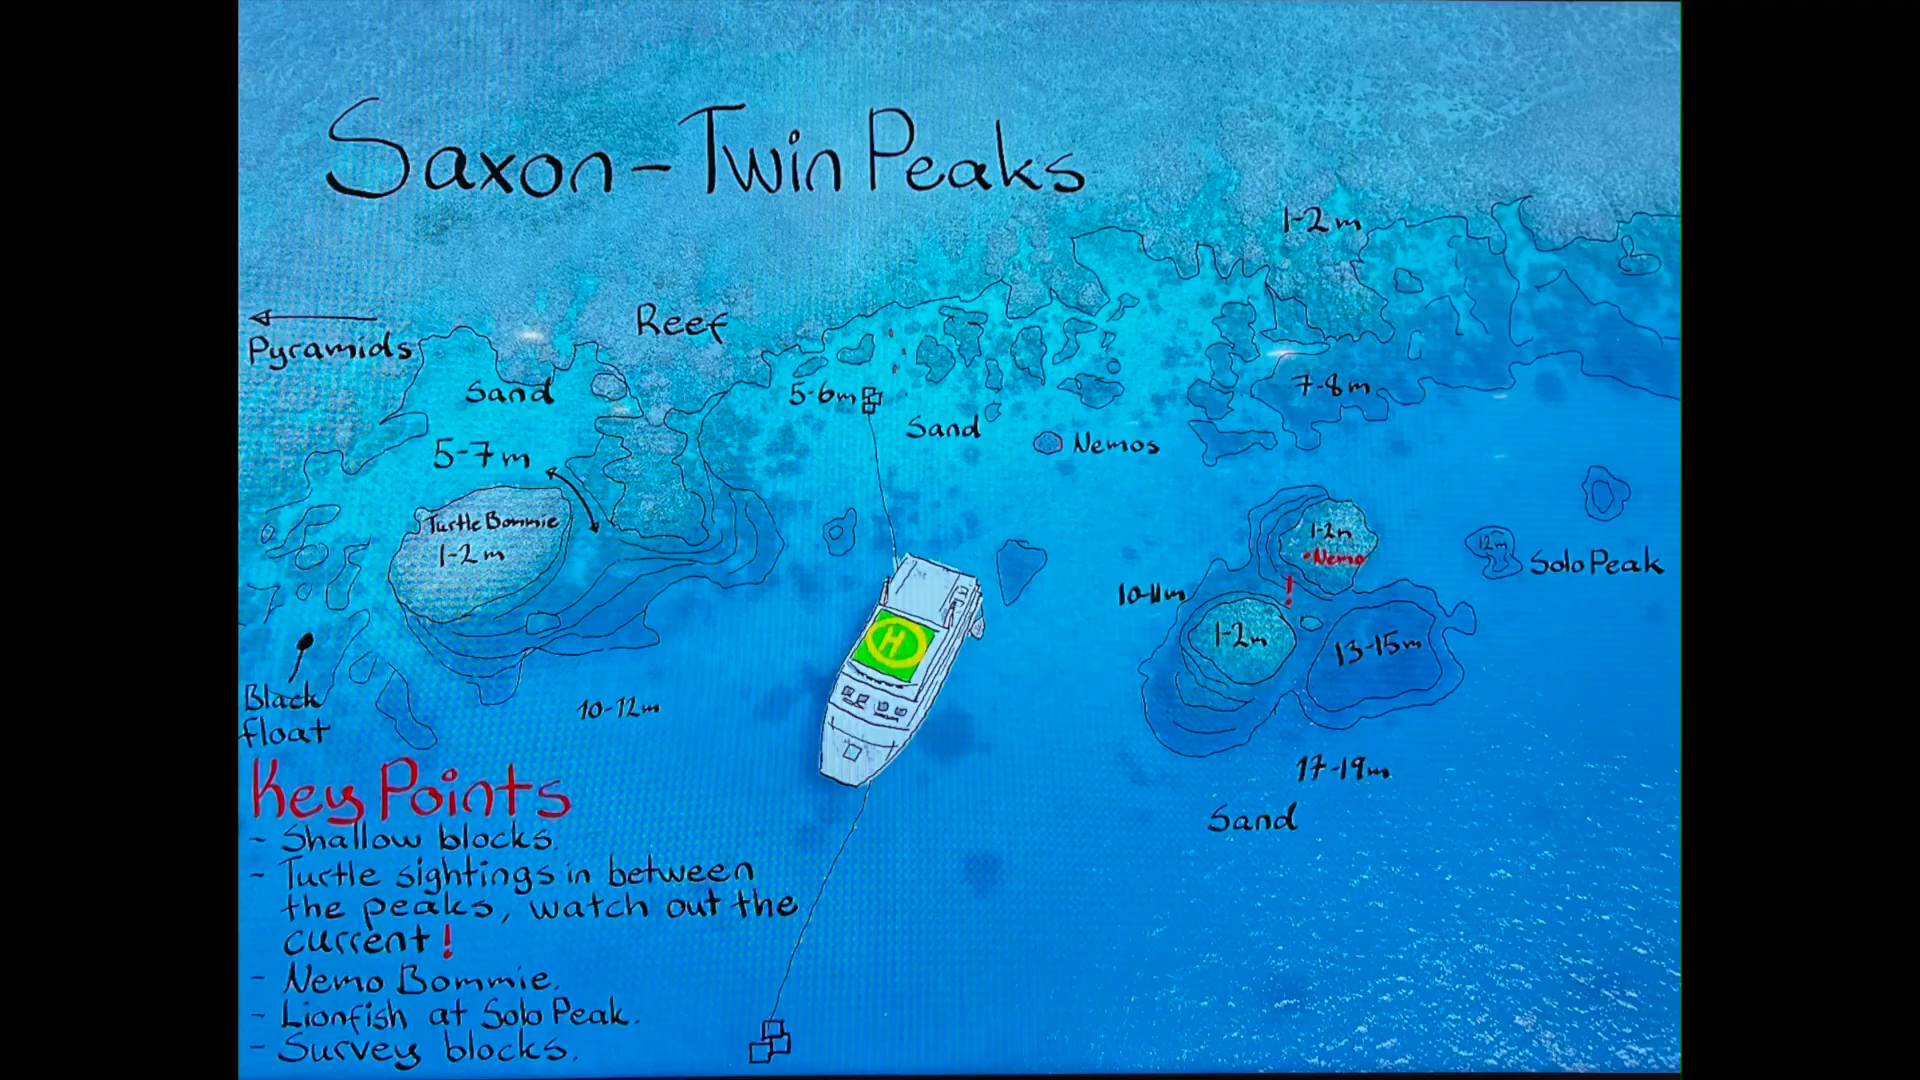 Saxon - Twin Peaks
1-2m
Reef
Pyramids
Sand
5-6m
7-8m
Sand
Nemos
5-7m
Turtle Bommie
1-2m
1-2m
Nemo
12m
Solo Peak
10-11m
!
H
1-2m
13-15m
Black
float
10-12m
17-19m
Sand
Key Points
- Shallow blocks.
- Turtle sightings in between
the peaks, watch out the
current!
- Nemo Bommie.
- Lionfish at Solo Peak.
- Survey blocks.